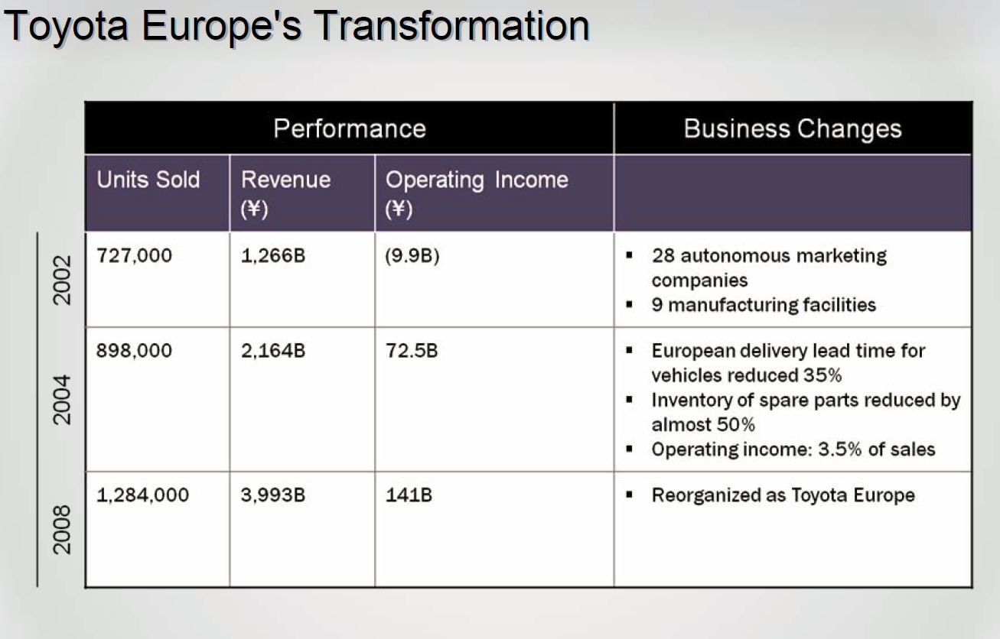 Toyota Europe's Transformation
Performance
Business Changes
Units Sold
Revenue
(¥)
Operating Income
(¥)
2002
727,000
1,266B
(9.9B)
▪ 28 autonomous marketing
companies
▪ 9 manufacturing facilities
2004
898,000
2,164B
72.5B
▪ European delivery lead time for
vehicles reduced 35%
▪ Inventory of spare parts reduced by
almost 50%
▪ Operating income: 3.5% of sales
2008
1,284,000
3,993B
141B
▪ Reorganized as Toyota Europe